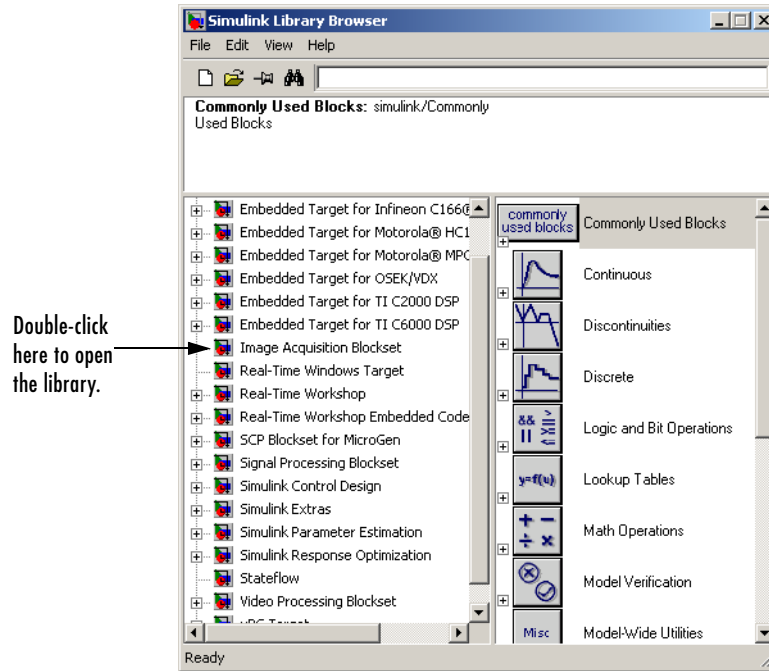 Simulink Library Browser
File Edit View Help
Commonly Used Blocks: simulink/Commonly
Used Blocks
Double-click
here to open
the library.
Embedded Target for Infineon C166®
Embedded Target for Motorola® HC1
Embedded Target for Motorola® MPC
Embedded Target for OSEK/VDX
Embedded Target for TI C2000 DSP
Embedded Target for TI C6000 DSP
Image Acquisition Blockset
Real-Time Windows Target
Real-Time Workshop
Real-Time Workshop Embedded Code
SCP Blockset for MicroGen
Signal Processing Blockset
Simulink Control Design
Simulink Extras
Simulink Parameter Estimation
Simulink Response Optimization
Stateflow
Video Processing Blockset
xPC Target
commonly
used blocks
Commonly Used Blocks
Continuous
Discontinuities
Discrete
&& >
|| >=
<=
Logic and Bit Operations
y=f(u)
Lookup Tables
+ −
÷ ×
Math Operations
Model Verification
Misc
Model-Wide Utilities
Ready